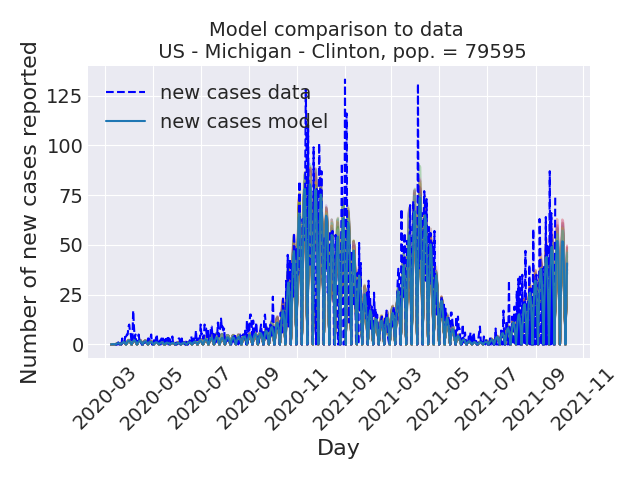 Model comparison to data
US - Michigan - Clinton, pop. = 79595
Number of new cases reported
125
100
75
50
25
0
new cases data
new cases model
2020-03
2020-05
2020-07
2020-09
2020-11
2021-01
2021-03
2021-05
2021-07
2021-09
2021-11
Day